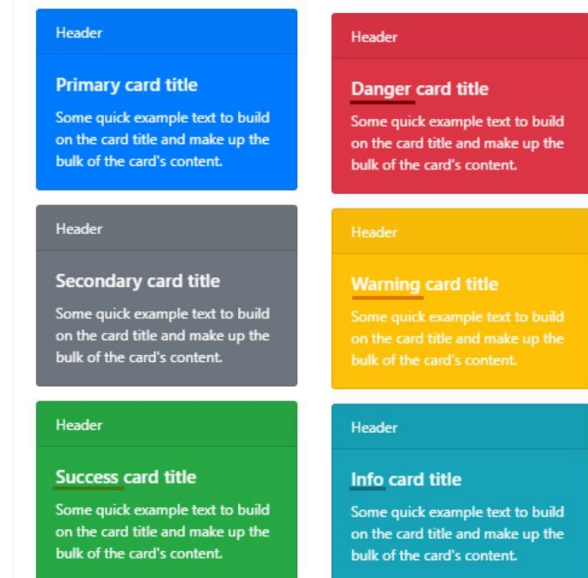 Header
Primary card title
Some quick example text to build
on the card title and make up the
bulk of the card's content.
Header
Danger card title
Some quick example text to build
on the card title and make up the
bulk of the card's content.
Header
Secondary card title
Some quick example text to build
on the card title and make up the
bulk of the card's content.
Header
Warning card title
Some quick example text to build
on the card title and make up the
bulk of the card's content.
Header
Success card title
Some quick example text to build
on the card title and make up the
bulk of the card's content.
Header
Info card title
Some quick example text to build
on the card title and make up the
bulk of the card's content.